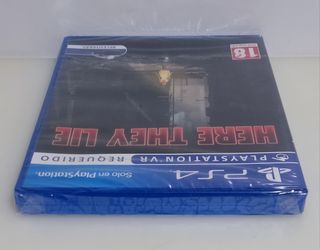 PS4
Solo en PlayStation.
PLAYSTATION®VR REQUERIDO
HERE THEY LIE
18